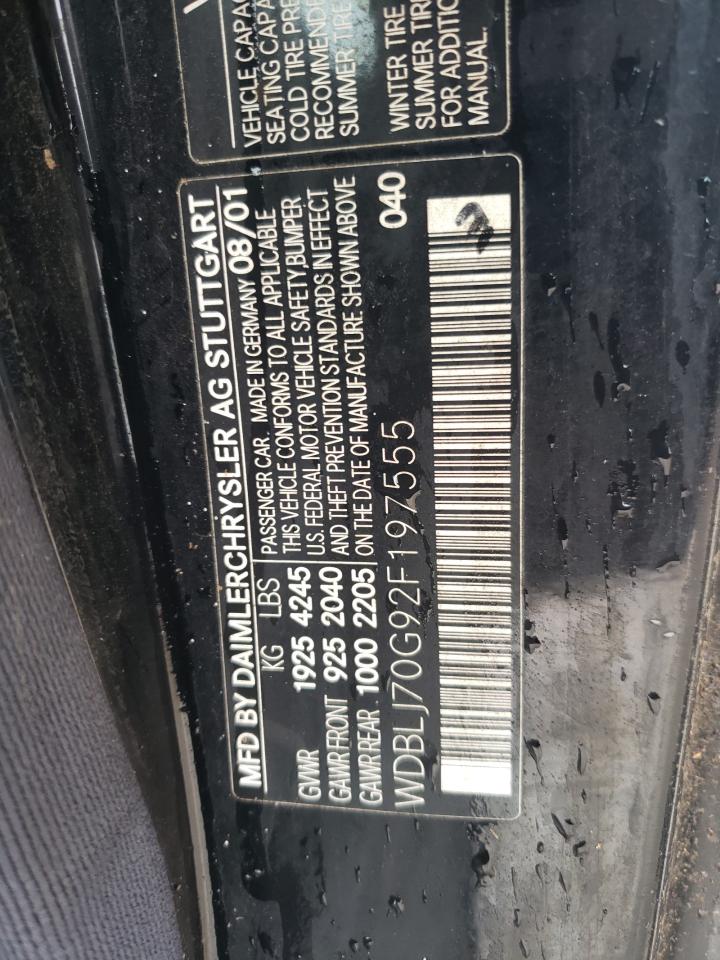 VEHICLE CAPA
SEATING CAPA
COLD TIRE PRE
RECOMMENDE
SUMMER TIRE
WINTER TIRE
SUMMER TIR
FOR ADDITIO
MANUAL.
MFD BY DAIMLERCHRYSLER AG STUTTGART
KG LBS PASSENGER CAR. MADE IN GERMANY 08/01
GVWR 1925 4245 THIS VEHICLE CONFORMS TO ALL APPLICABLE
U.S. FEDERAL MOTOR VEHICLE SAFETY, BUMPER
GAWR FRONT 925 2040 AND THEFT PREVENTION STANDARDS IN EFFECT
GAWR REAR 1000 2205 ON THE DATE OF MANUFACTURE SHOWN ABOVE
WDBLJ70G92F197555 040